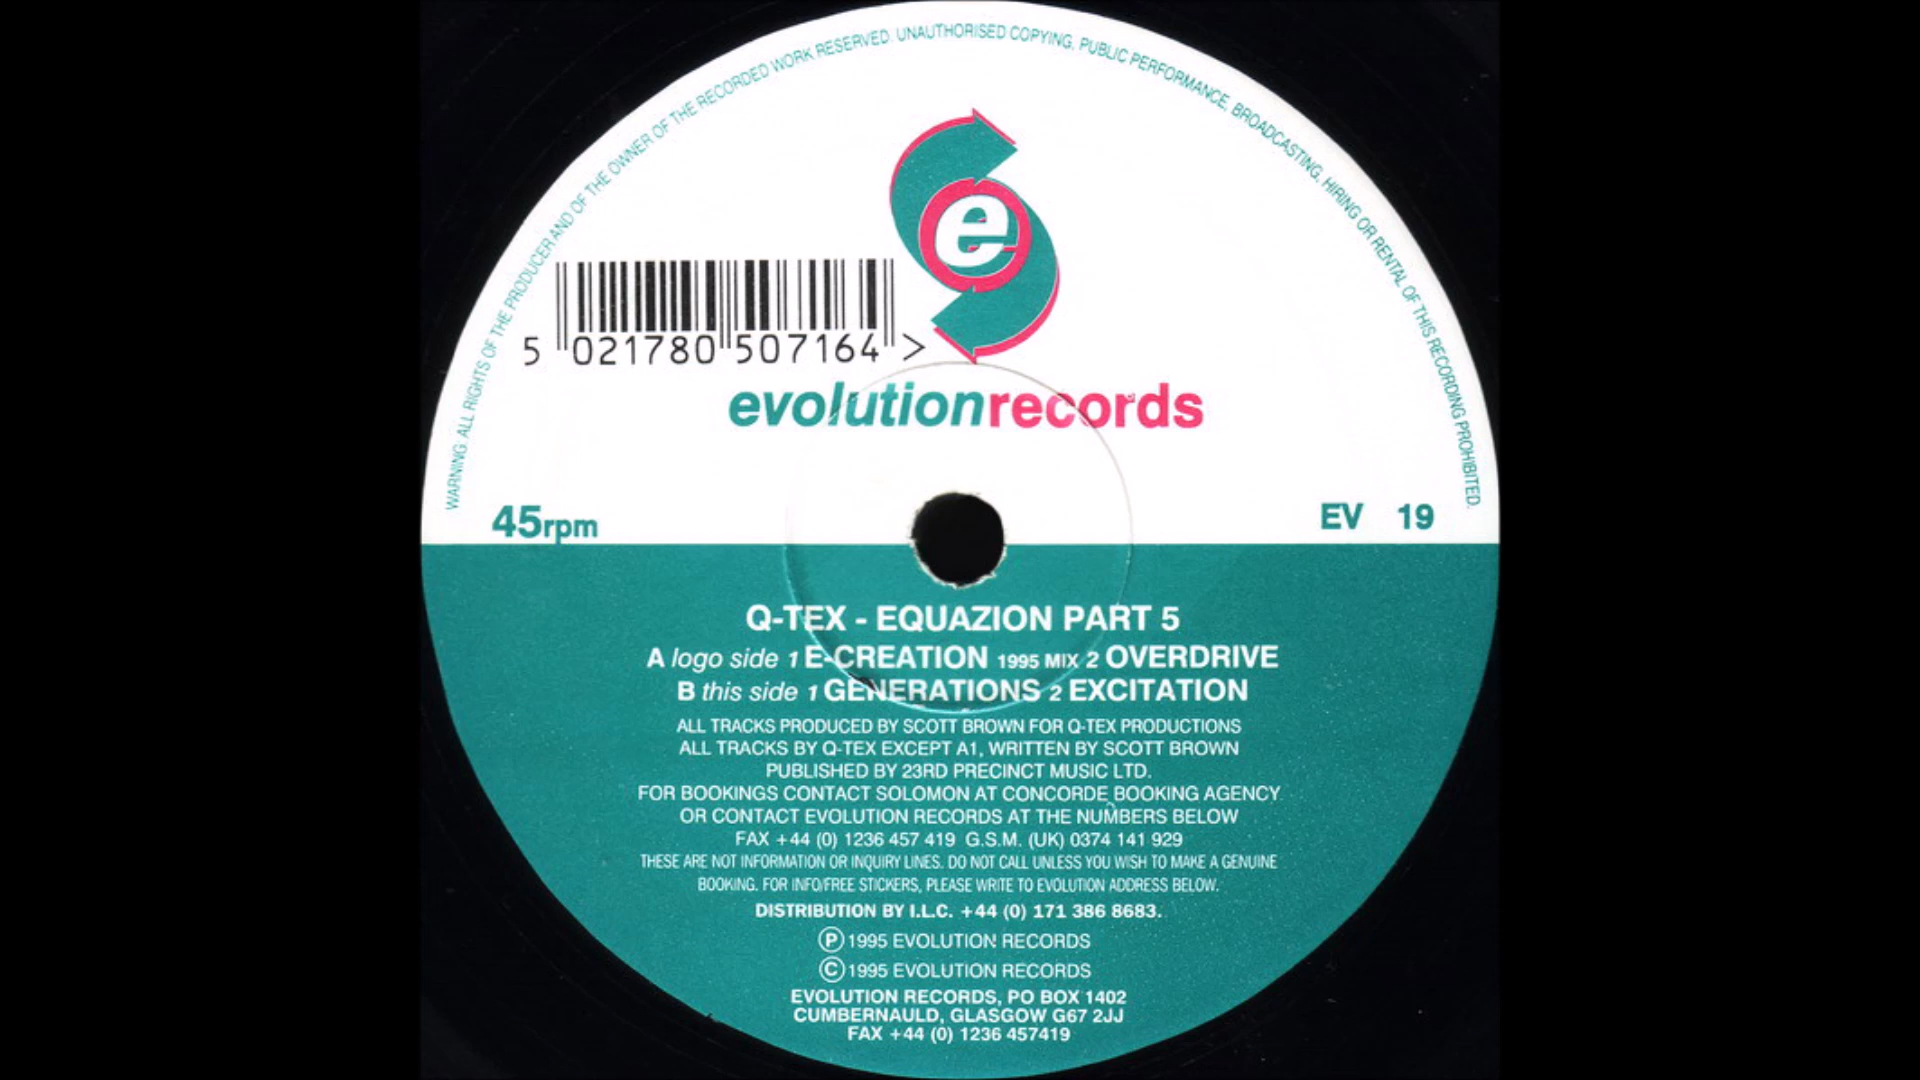 WARNING. ALL RIGHTS OF THE PRODUCER AND OF THE OWNER OF THE RECORDED WORK RESERVED. UNAUTHORISED COPYING, PUBLIC PERFORMANCE, BROADCASTING, HIRING OR RENTAL OF THIS RECORDING PROHIBITED.
e
5 021780 507164 >
evolutionrecords
45rpm
EV 19
Q-TEX - EQUAZION PART 5
A logo side 1 E-CREATION 1995 MIX 2 OVERDRIVE
B this side 1 GENERATIONS 2 EXCITATION
ALL TRACKS PRODUCED BY SCOTT BROWN FOR Q-TEX PRODUCTIONS
ALL TRACKS BY Q-TEX EXCEPT A1, WRITTEN BY SCOTT BROWN
PUBLISHED BY 23RD PRECINCT MUSIC LTD.
FOR BOOKINGS CONTACT SOLOMON AT CONCORDE BOOKING AGENCY
OR CONTACT EVOLUTION RECORDS AT THE NUMBERS BELOW
FAX +44 (0) 1236 457 419 G.S.M. (UK) 0374 141 929
THESE ARE NOT INFORMATION OR INQUIRY LINES. DO NOT CALL UNLESS YOU WISH TO MAKE A GENUINE
BOOKING. FOR INFO/FREE STICKERS, PLEASE WRITE TO EVOLUTION ADDRESS BELOW.
DISTRIBUTION BY I.L.C. +44 (0) 171 386 8683.
Ⓟ 1995 EVOLUTION RECORDS
© 1995 EVOLUTION RECORDS
EVOLUTION RECORDS, PO BOX 1402
CUMBERNAULD, GLASGOW G67 2JJ
FAX +44 (0) 1236 457419